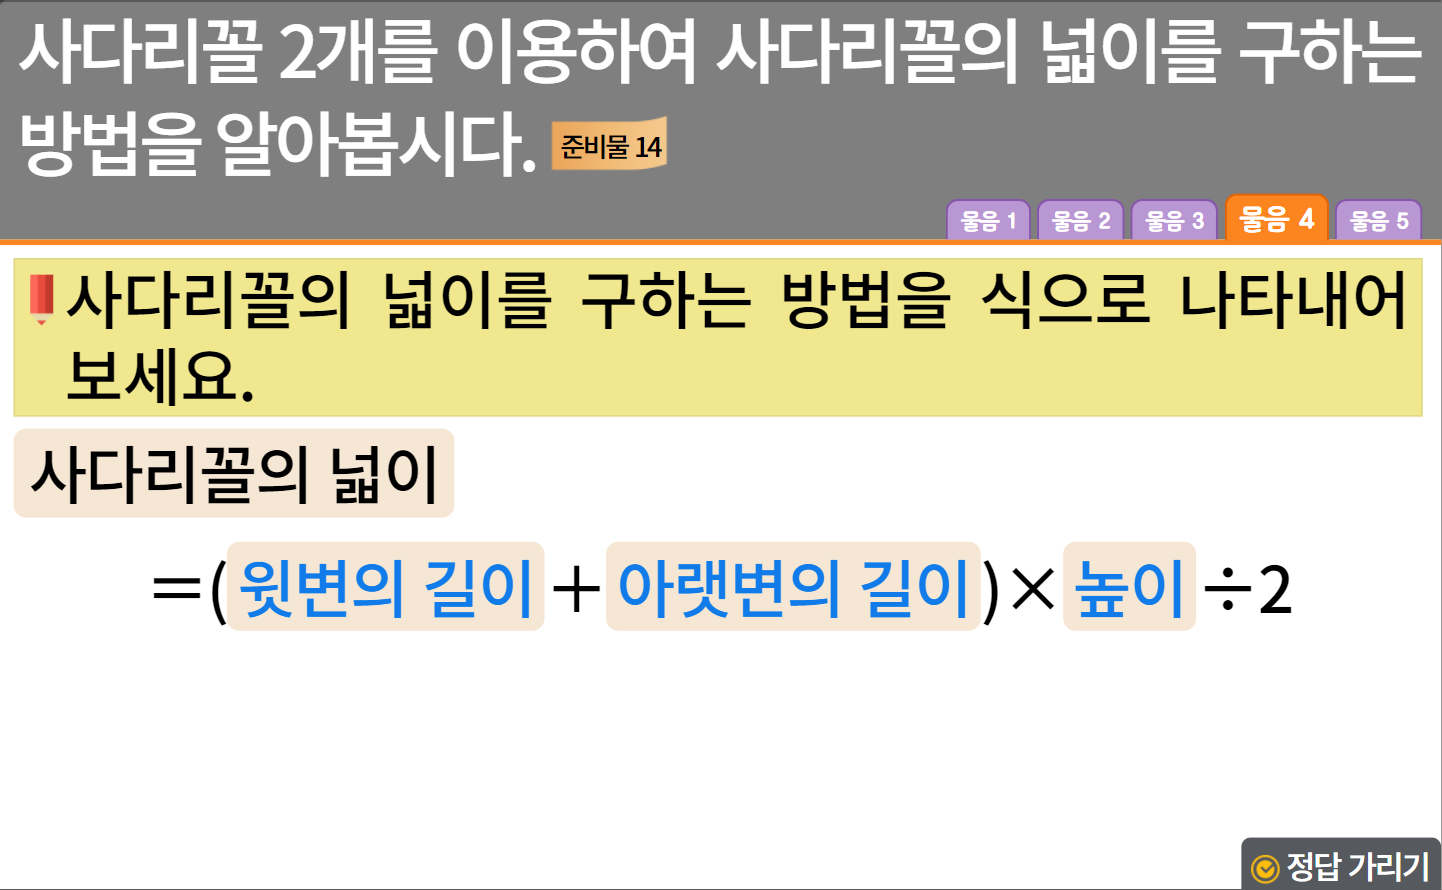 사다리꼴 2개를 이용하여 사다리꼴의 넓이를 구하는
방법을 알아봅시다. 준비물 14
물음 1 물음 2 물음 3 물음 4 물음 5
사다리꼴의 넓이를 구하는 방법을 식으로 나타내어
보세요.
사다리꼴의 넓이
=(윗변의 길이+아랫변의 길이)×높이÷2
정답 가리기